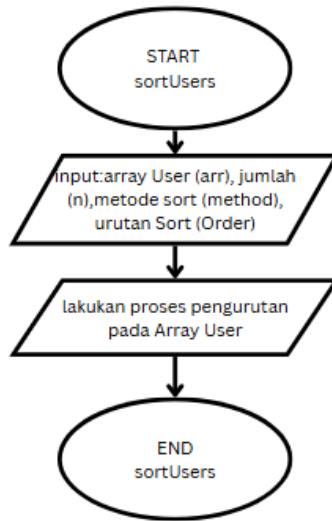 START
sortUsers
input:array User (arr), jumlah
(n),metode sort (method),
urutan Sort (Order)
lakukan proses pengurutan
pada Array User
END
sortUsers